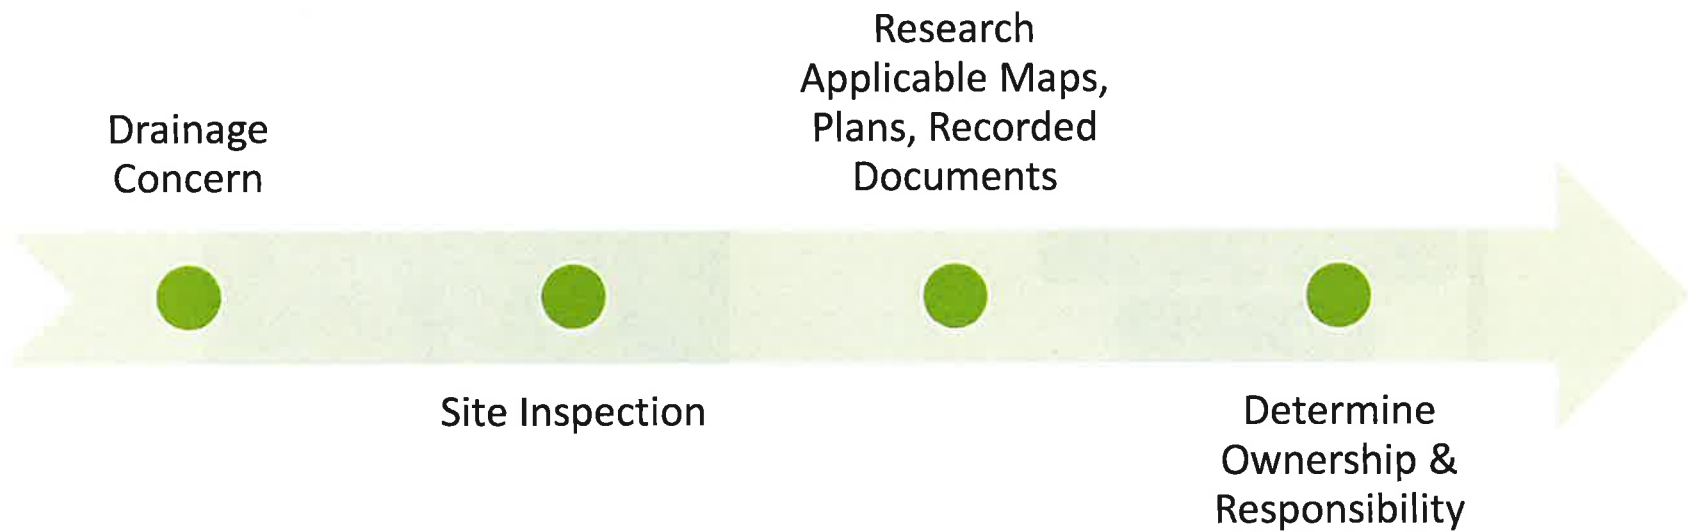 Drainage
Concern
Site Inspection
Research
Applicable Maps,
Plans, Recorded
Documents
Determine
Ownership &
Responsibility